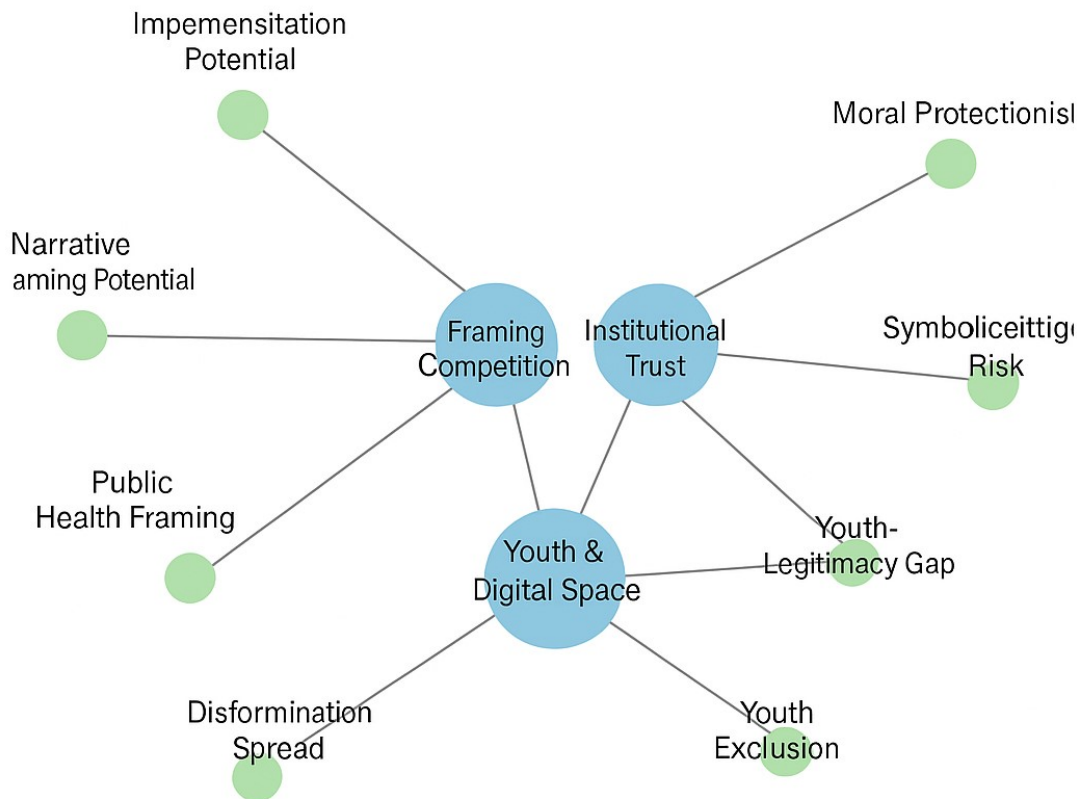 Impemensitation
Potential
Moral Protectionist
Narrative
aming Potential
Framing
Competition
Institutional
Trust
Symboliceittige
Risk
Public
Health Framing
Youth &
Digital Space
Youth-
Legitimacy Gap
Disformination
Spread
Youth
Exclusion